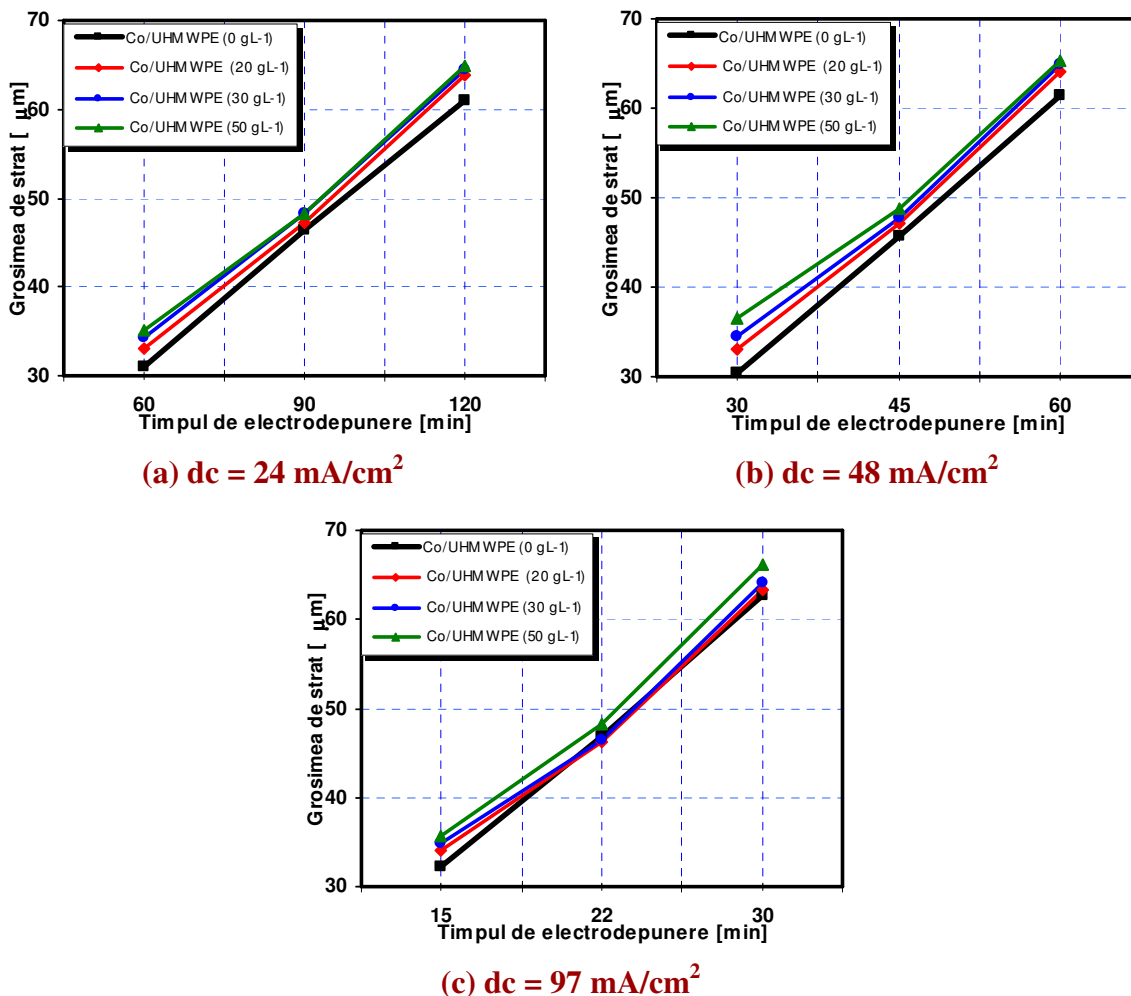 70
60
50
40
30
Grosimea de strat [ µm]
Co/UHMWPE (0 gL-1)
Co/UHMWPE (20 gL-1)
Co/UHMWPE (30 gL-1)
Co/UHMWPE (50 gL-1)
60 90 120
Timpul de electrodepunere [min]
(a) dc = 24 mA/cm²
70
60
50
40
30
Grosimea de strat [ µm]
Co/UHMWPE (0 gL-1)
Co/UHMWPE (20 gL-1)
Co/UHMWPE (30 gL-1)
Co/UHMWPE (50 gL-1)
30 45 60
Timpul de electrodepunere [min]
(b) dc = 48 mA/cm²
70
60
50
40
30
Grosimea de strat [ µm]
Co/UHMWPE (0 gL-1)
Co/UHMWPE (20 gL-1)
Co/UHMWPE (30 gL-1)
Co/UHMWPE (50 gL-1)
15 22 30
Timpul de electrodepunere [min]
(c) dc = 97 mA/cm²